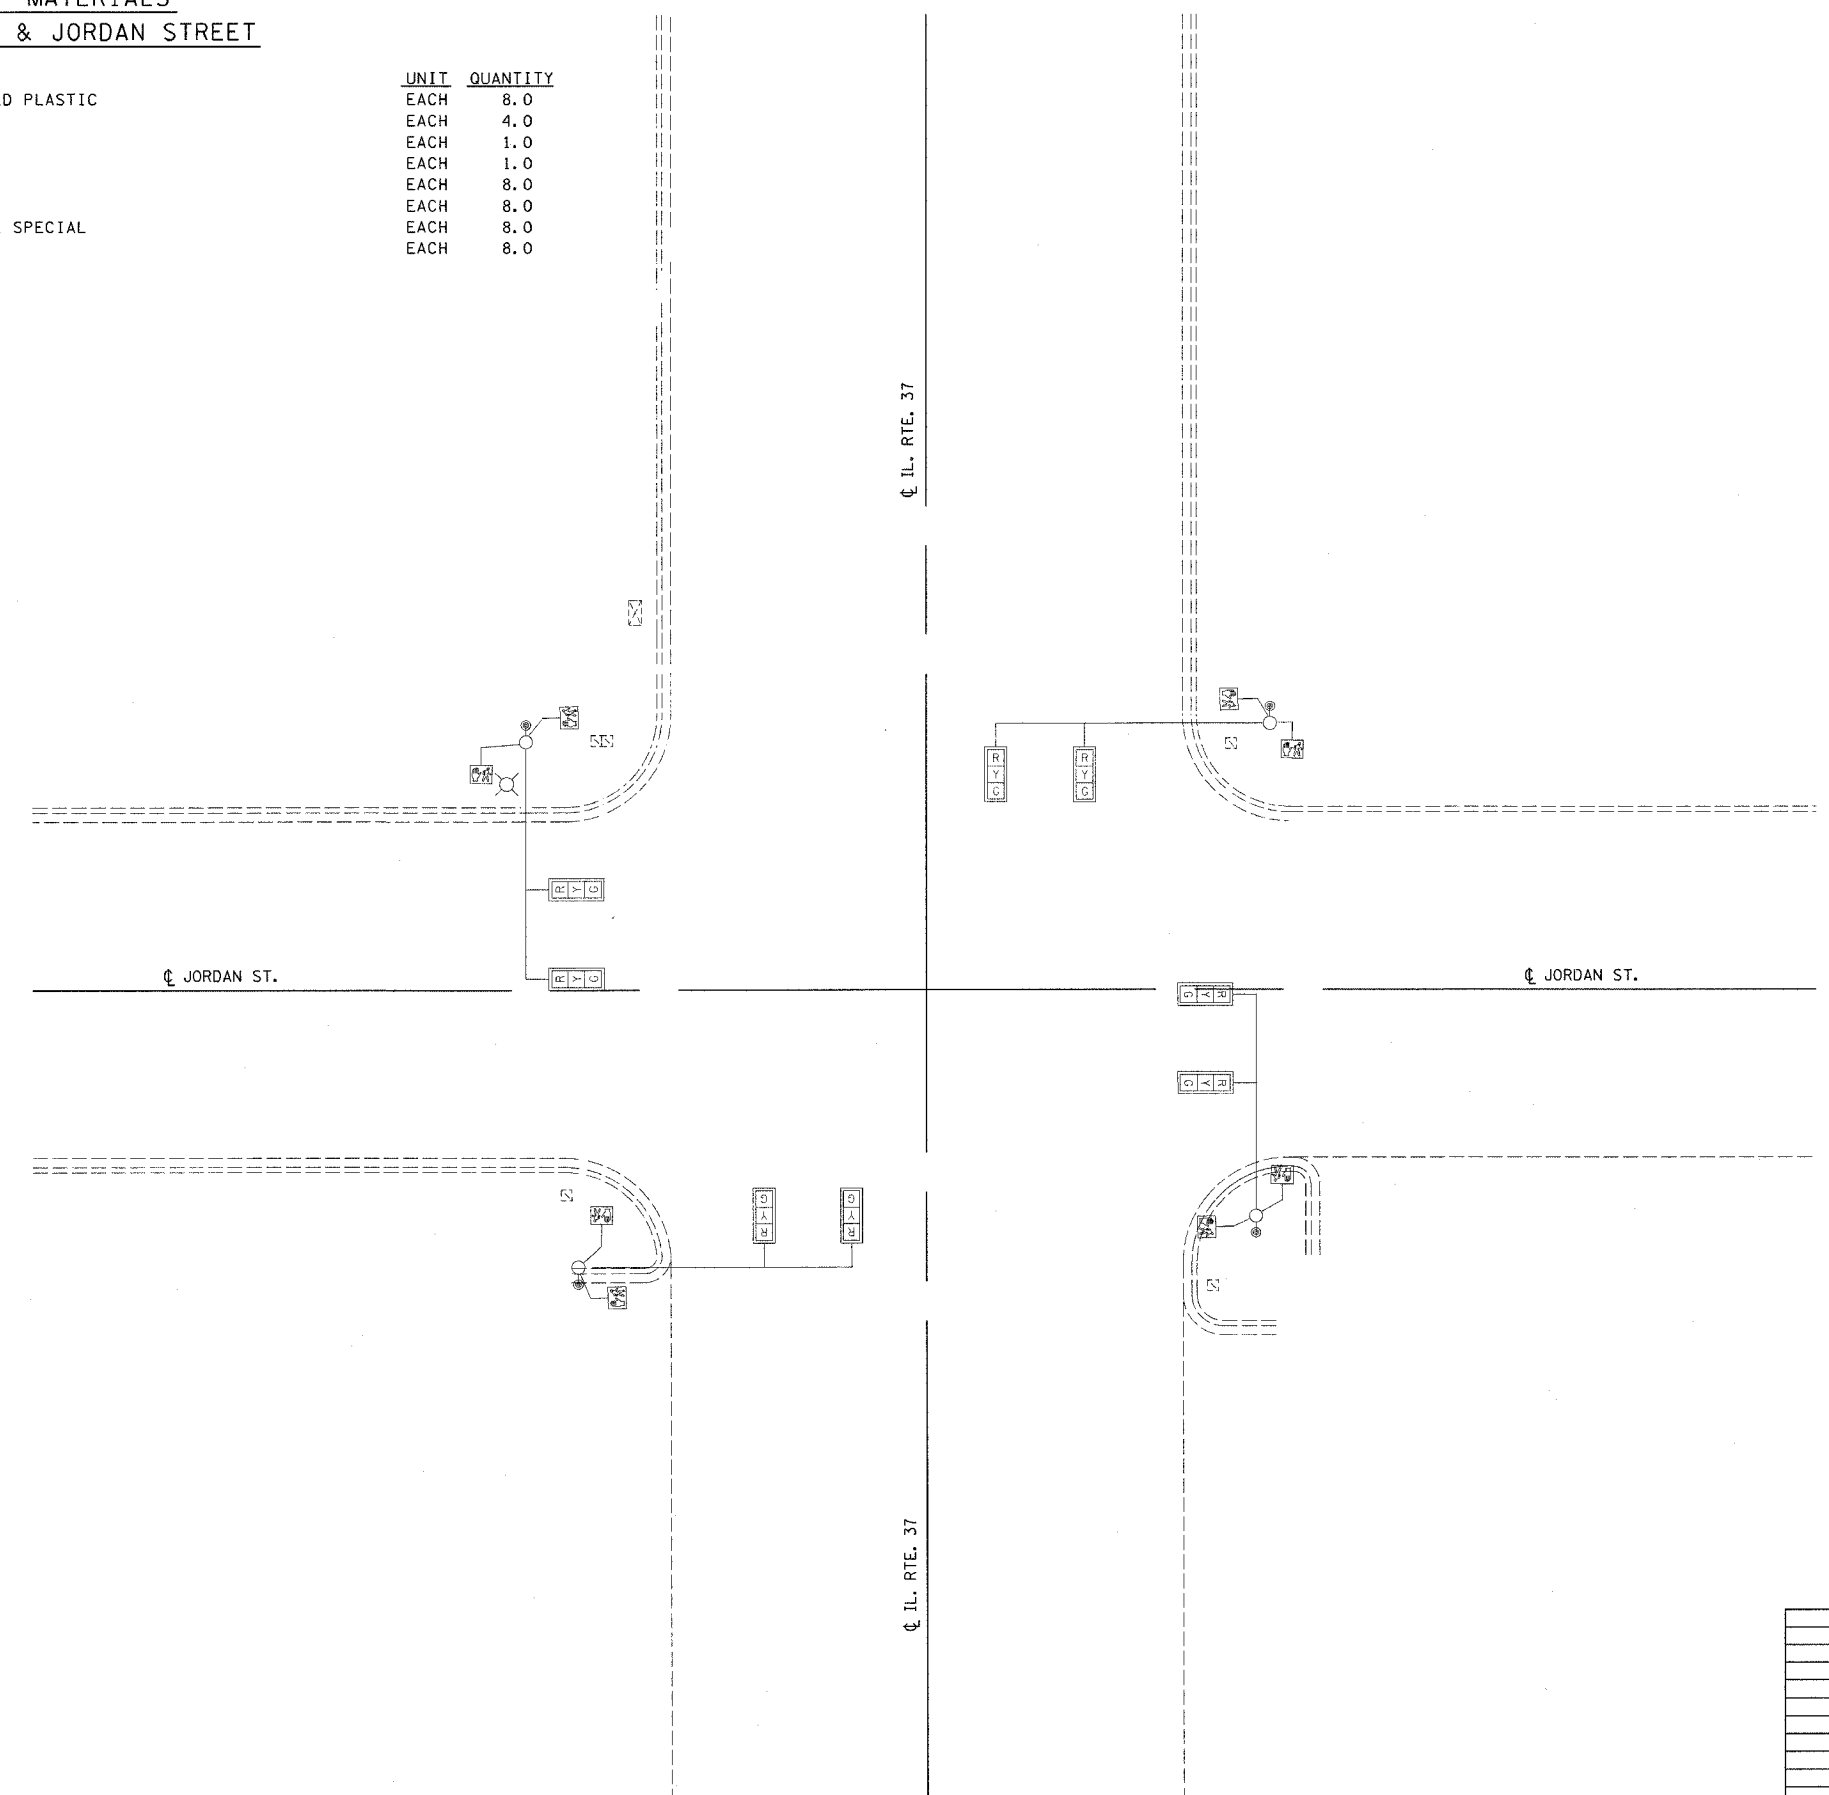 MATERIALS
& JORDAN STREET
UNIT QUANTITY
D PLASTIC EACH 8.0
EACH 4.0
EACH 1.0
EACH 1.0
EACH 8.0
EACH 8.0
SPECIAL EACH 8.0
EACH 8.0
℄ IL. RTE. 37
R
Y
G
R
Y
G
R Y G
R Y G
℄ JORDAN ST.
℄ JORDAN ST.
G Y R
G Y R
G
Y
R
G
Y
R
℄ IL. RTE. 37